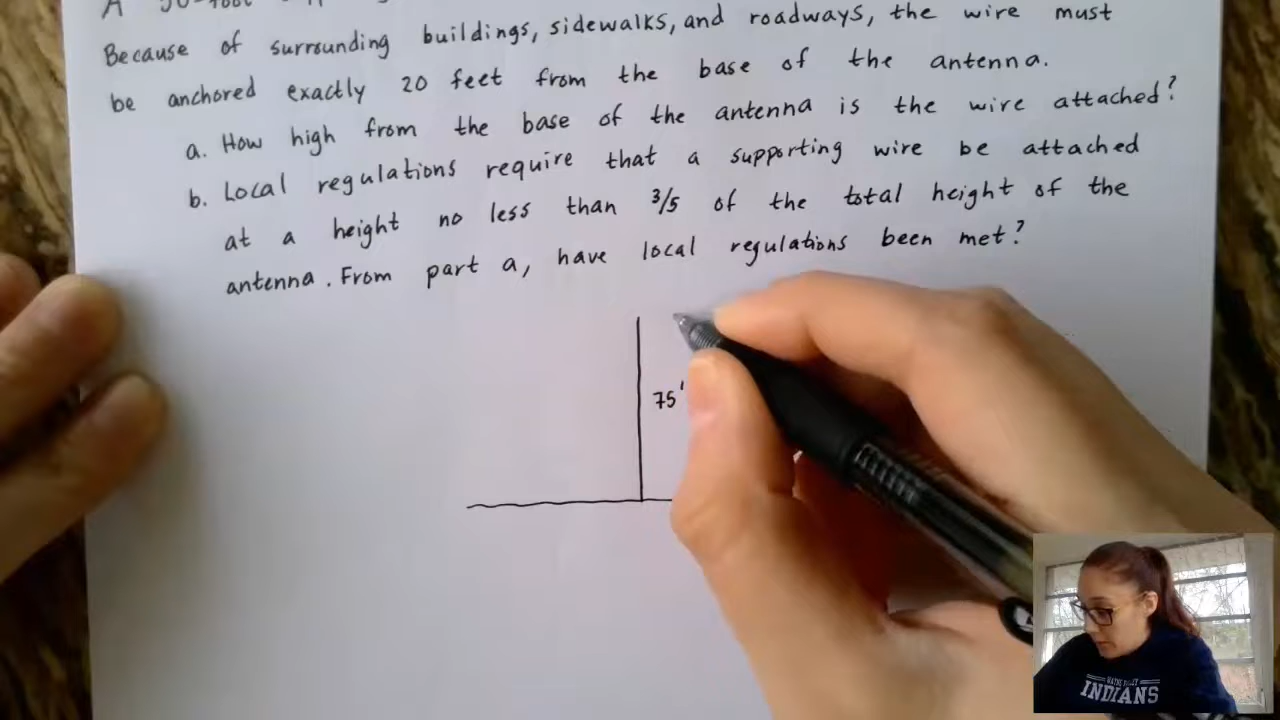 A 50-foot
Because of surrounding buildings, sidewalks, and roadways, the wire must
be anchored exactly 20 feet from the base of the antenna.
a. How high from the base of the antenna is the wire attached?
b. Local regulations require that a supporting wire be attached
at a height no less than 3/5 of the total height of the
antenna. From part a, have local regulations been met?
75'
INDIANS